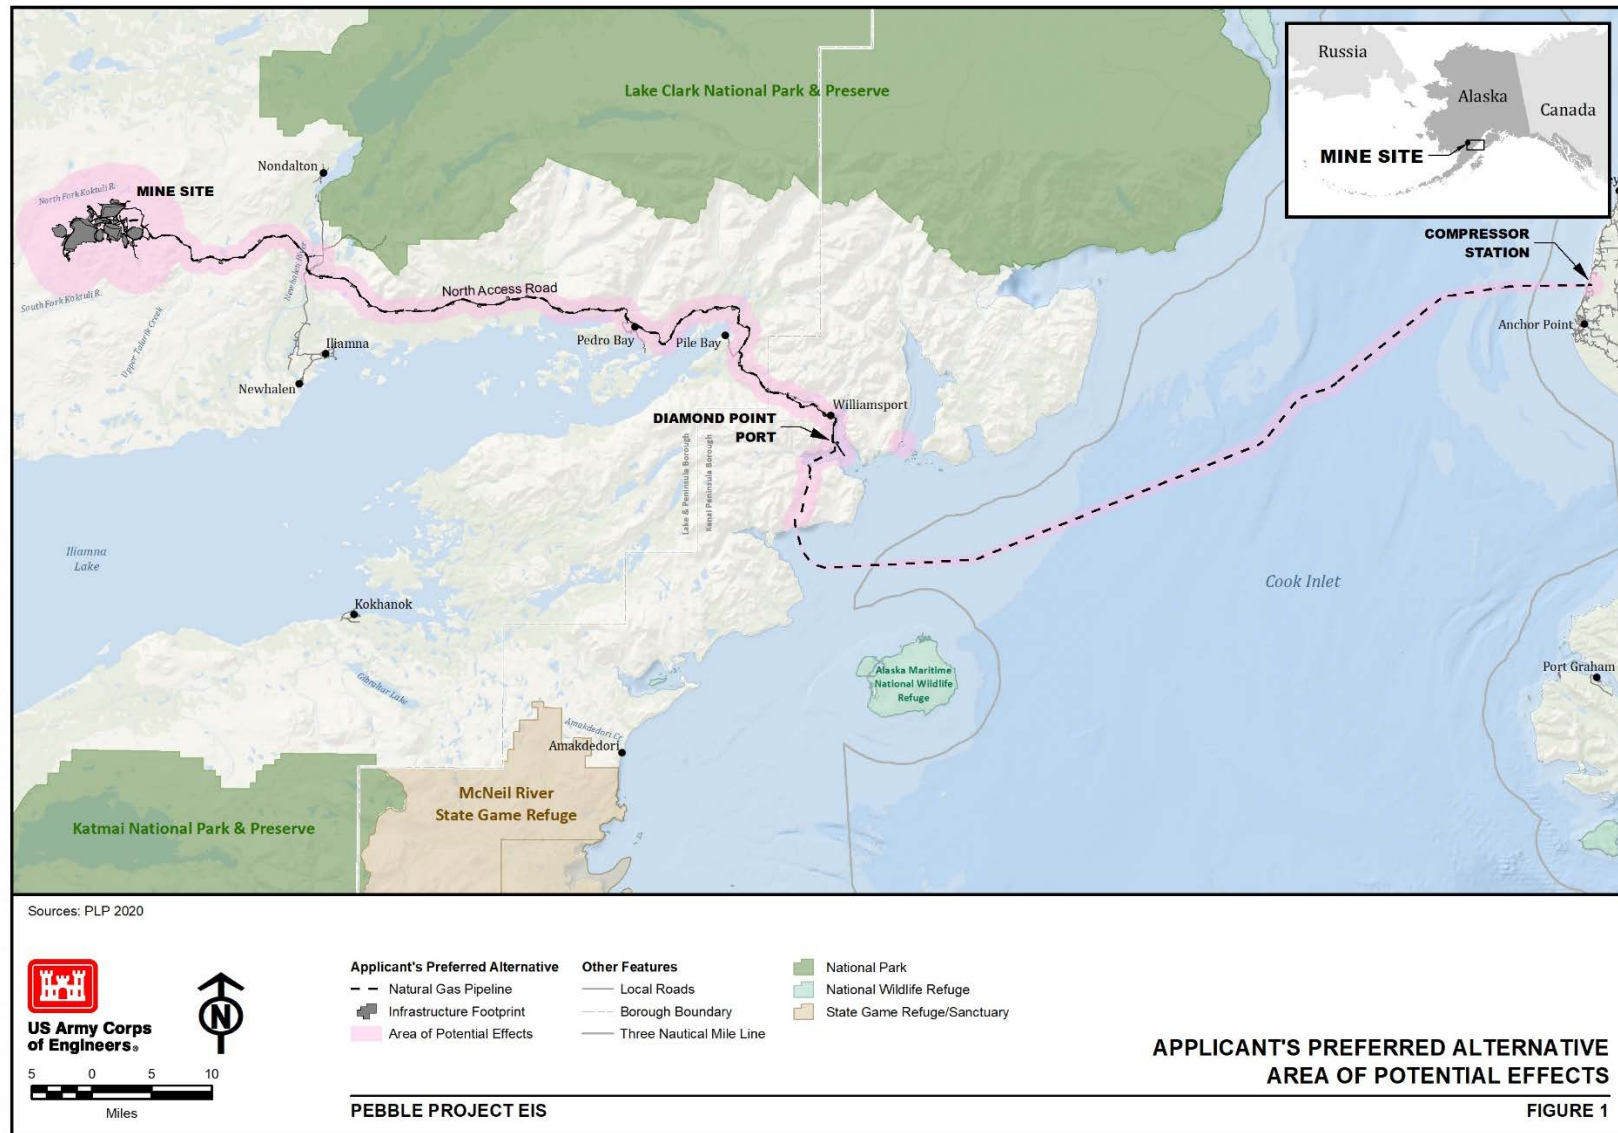 Lake Clark National Park & Preserve
Russia
Alaska
Canada
MINE SITE
Nondalton
North Fork Koktuli R.
MINE SITE
COMPRESSOR
STATION
Newhalen River
South Fork Koktuli R.
North Access Road
Upper Talarik Creek
Iliamna
Pedro Bay
Pile Bay
Anchor Point
Newhalen
Williamsport
DIAMOND POINT
PORT
Lake & Peninsula Borough
Kenai Peninsula Borough
Iliamna
Lake
Cook Inlet
Kokhanok
Alaska Maritime
National Wildlife
Refuge
Port Graham
Gibraltar Lake
Amakdedori Cr.
Amakdedori
McNeil River
State Game Refuge
Katmai National Park & Preserve
Sources: PLP 2020
US Army Corps
of Engineers®
N
5 0 5 10
Miles
Applicant's Preferred Alternative
Natural Gas Pipeline
Infrastructure Footprint
Area of Potential Effects
Other Features
Local Roads
Borough Boundary
Three Nautical Mile Line
National Park
National Wildlife Refuge
State Game Refuge/Sanctuary
APPLICANT'S PREFERRED ALTERNATIVE
AREA OF POTENTIAL EFFECTS
PEBBLE PROJECT EIS
FIGURE 1